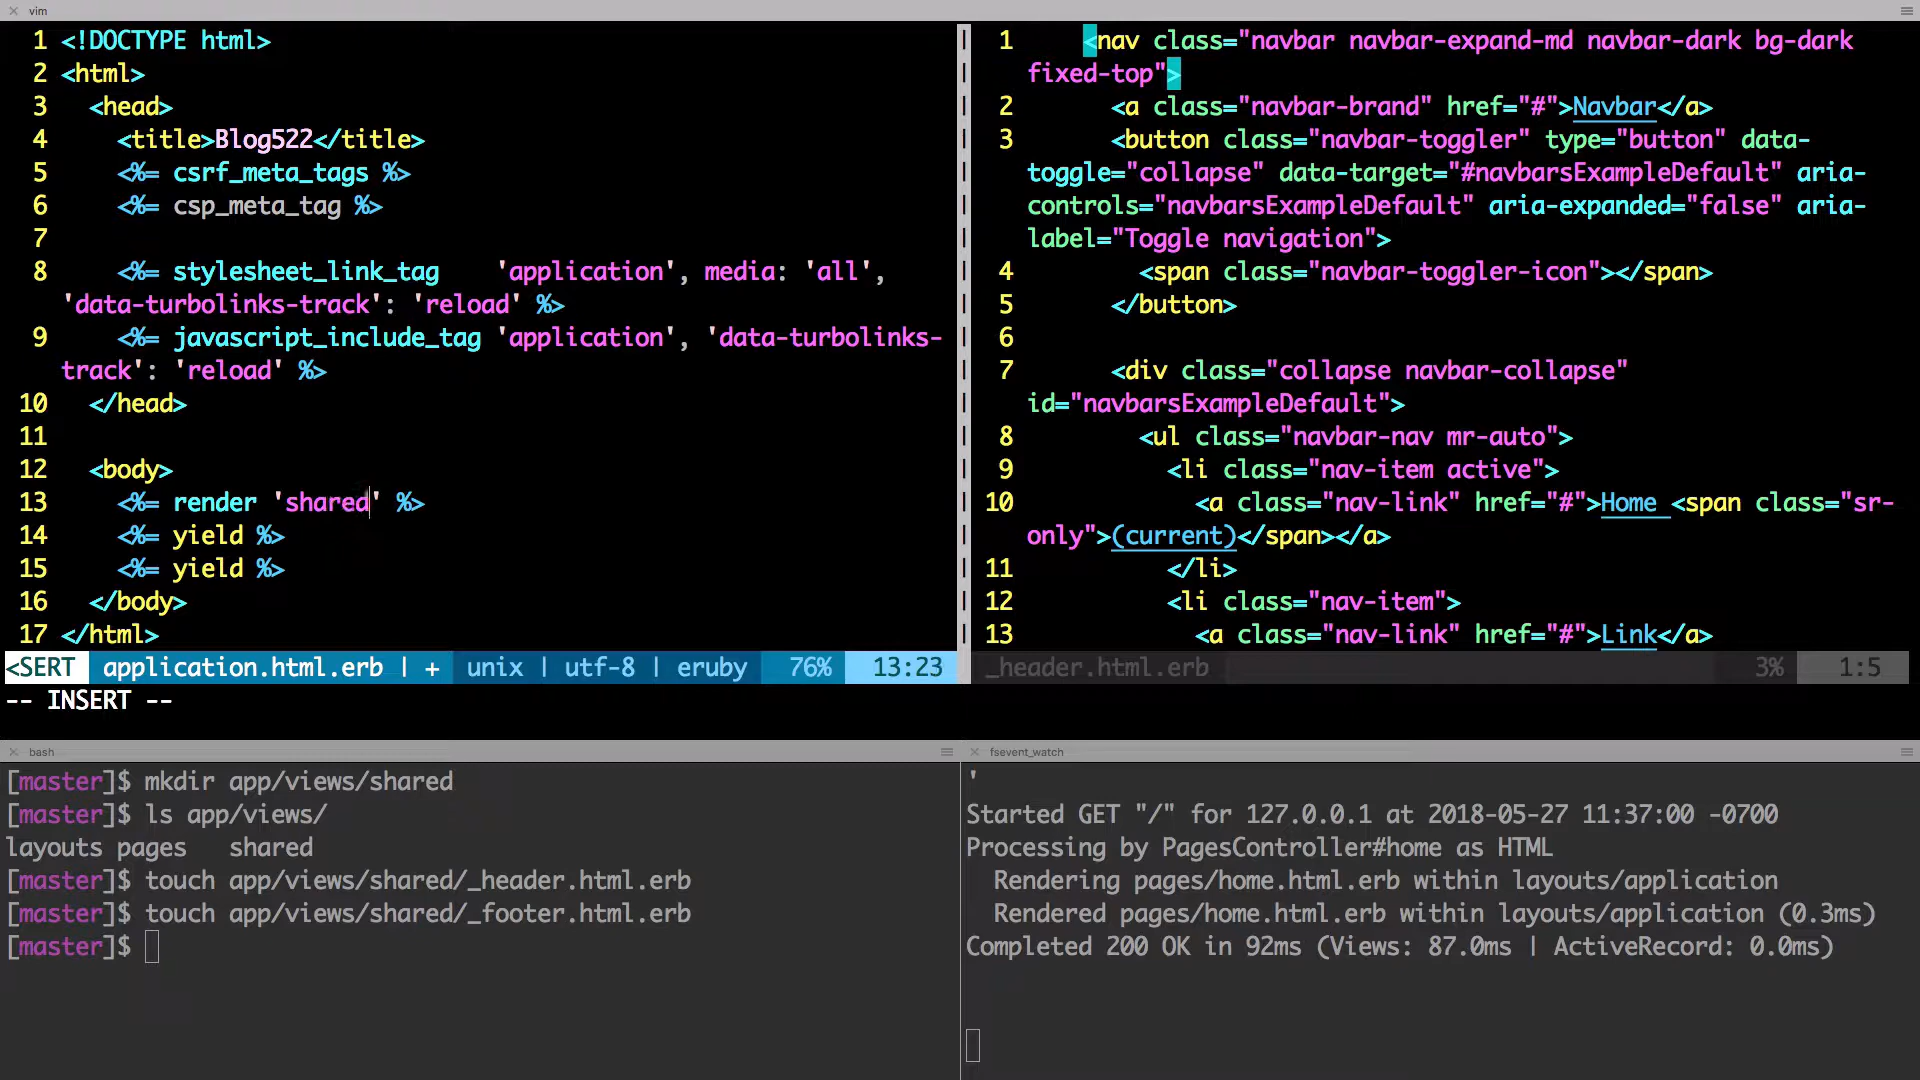 vim
1 <!DOCTYPE html>
2 <html>
3   <head>
4     <title>Blog522</title>
5     <%= csrf_meta_tags %>
6     <%= csp_meta_tag %>
7
8     <%= stylesheet_link_tag    'application', media: 'all',
'data-turbolinks-track': 'reload' %>
9     <%= javascript_include_tag 'application', 'data-turbolinks-
track': 'reload' %>
10   </head>
11
12   <body>
13     <%= render 'shared' %>
14     <%= yield %>
15     <%= yield %>
16   </body>
17 </html>
<SERT application.html.erb | + unix | utf-8 | eruby 76% 13:23
-- INSERT --
1     <nav class="navbar navbar-expand-md navbar-dark bg-dark
fixed-top">
2       <a class="navbar-brand" href="#">Navbar</a>
3       <button class="navbar-toggler" type="button" data-
toggle="collapse" data-target="#navbarsExampleDefault" aria-
controls="navbarsExampleDefault" aria-expanded="false" aria-
label="Toggle navigation">
4         <span class="navbar-toggler-icon"></span>
5       </button>
6
7       <div class="collapse navbar-collapse"
id="navbarsExampleDefault">
8         <ul class="navbar-nav mr-auto">
9           <li class="nav-item active">
10             <a class="nav-link" href="#">Home <span class="sr-
only">(current)</span></a>
11           </li>
12           <li class="nav-item">
13             <a class="nav-link" href="#">Link</a>
_header.html.erb 3% 1:5
bash
[master]$ mkdir app/views/shared
[master]$ ls app/views/
layouts pages   shared
[master]$ touch app/views/shared/_header.html.erb
[master]$ touch app/views/shared/_footer.html.erb
[master]$
fsevent_watch
'
Started GET "/" for 127.0.0.1 at 2018-05-27 11:37:00 -0700
Processing by PagesController#home as HTML
  Rendering pages/home.html.erb within layouts/application
  Rendered pages/home.html.erb within layouts/application (0.3ms)
Completed 200 OK in 92ms (Views: 87.0ms | ActiveRecord: 0.0ms)